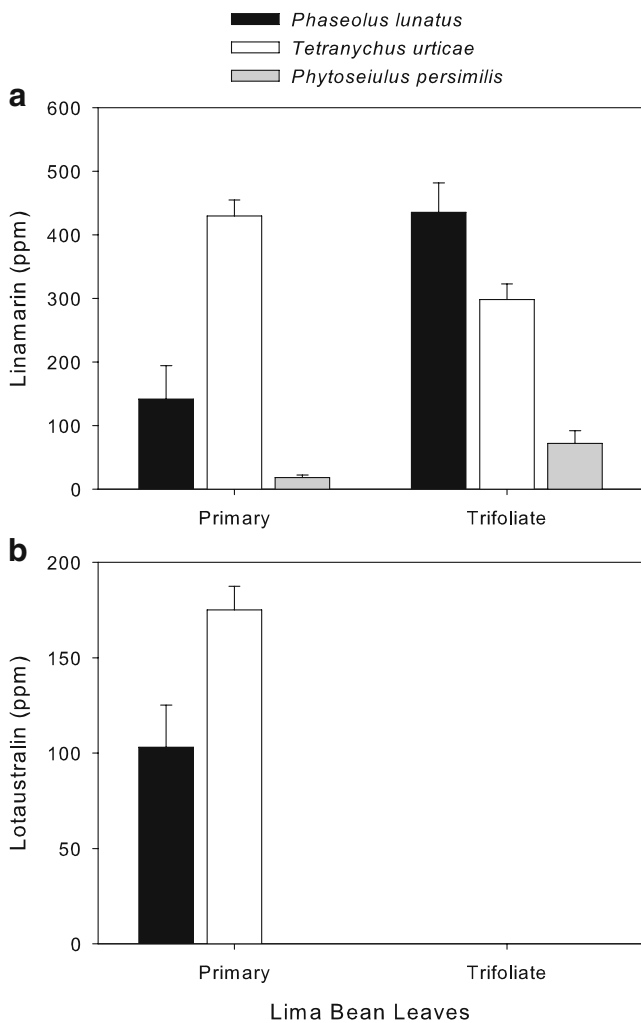 Phaseolus lunatus
Tetranychus urticae
Phytoseiulus persimilis
a
600
500
400
300
200
100
0
Linamarin (ppm)
Primary Trifoliate
b
200
150
100
50
0
Lotaustralin (ppm)
Primary Trifoliate
Lima Bean Leaves